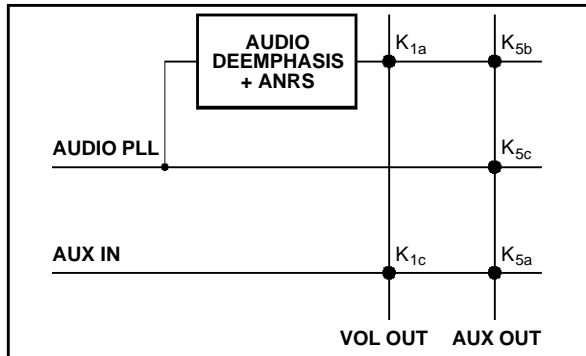 AUDIO
DEEMPHASIS
+ ANRS
K1a
K5b
AUDIO PLL
K5c
AUX IN
K1c
K5a
VOL OUT
AUX OUT